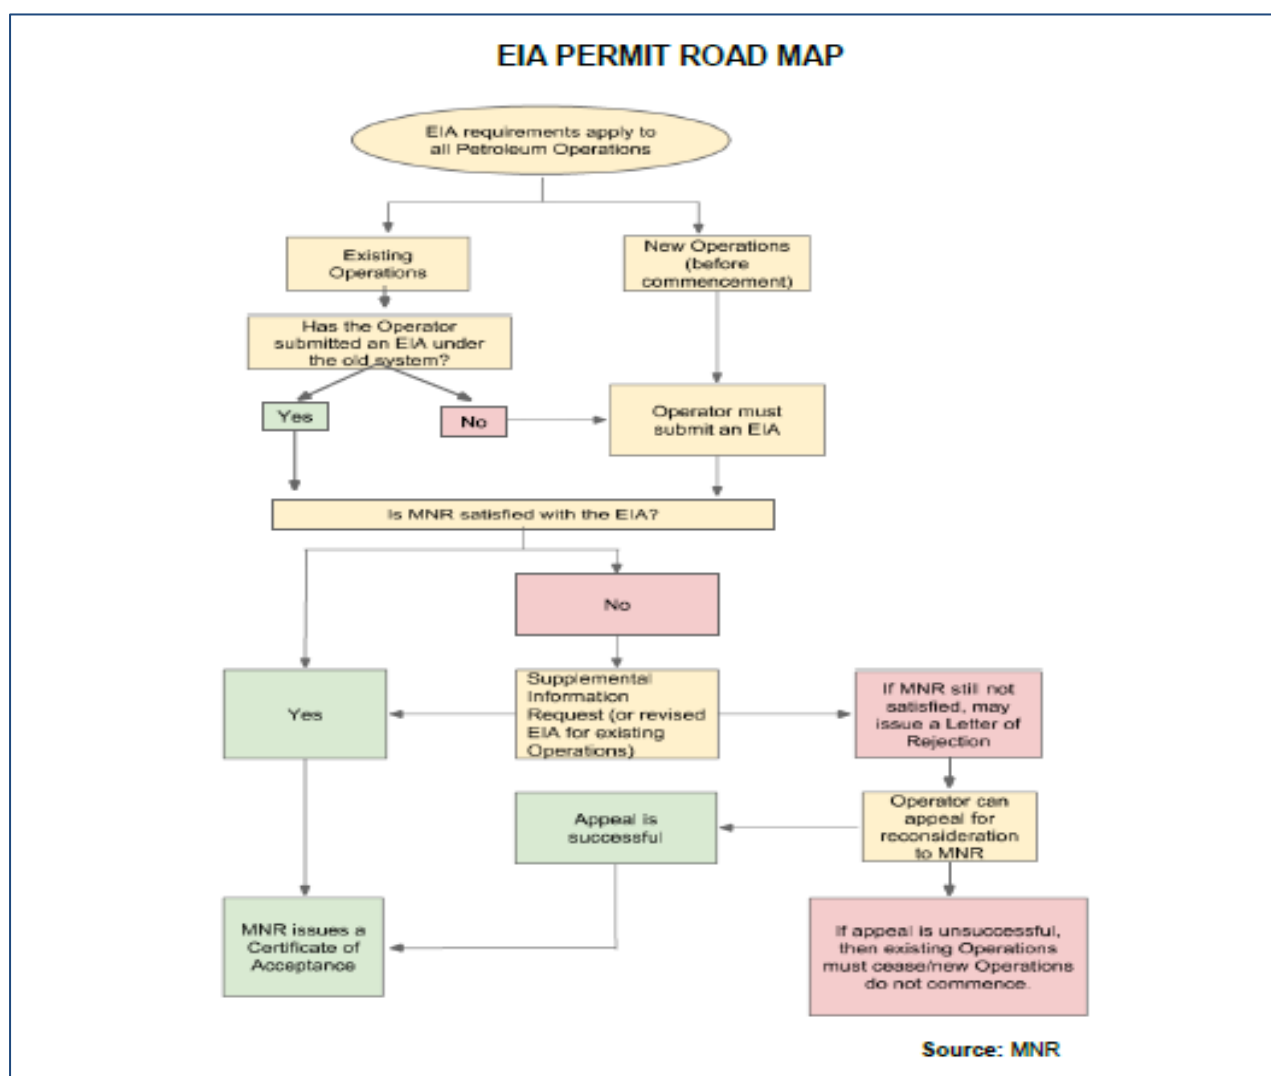 EIA PERMIT ROAD MAP
EIA requirements apply to
all Petroleum Operations
Existing
Operations
New Operations
(before
commencement)
Has the Operator
submitted an EIA under
the old system?
Yes
No
Operator must
submit an EIA
Is MNR satisfied with the EIA?
No
Yes
Supplemental
Information
Request (or revised
EIA for existing
Operations)
If MNR still not
satisfied, may
issue a Letter of
Rejection
Appeal is
successful
Operator can
appeal for
reconsideration
to MNR
MNR issues a
Certificate of
Acceptance
If appeal is unsuccessful,
then existing Operations
must cease/new Operations
do not commence.
Source: MNR